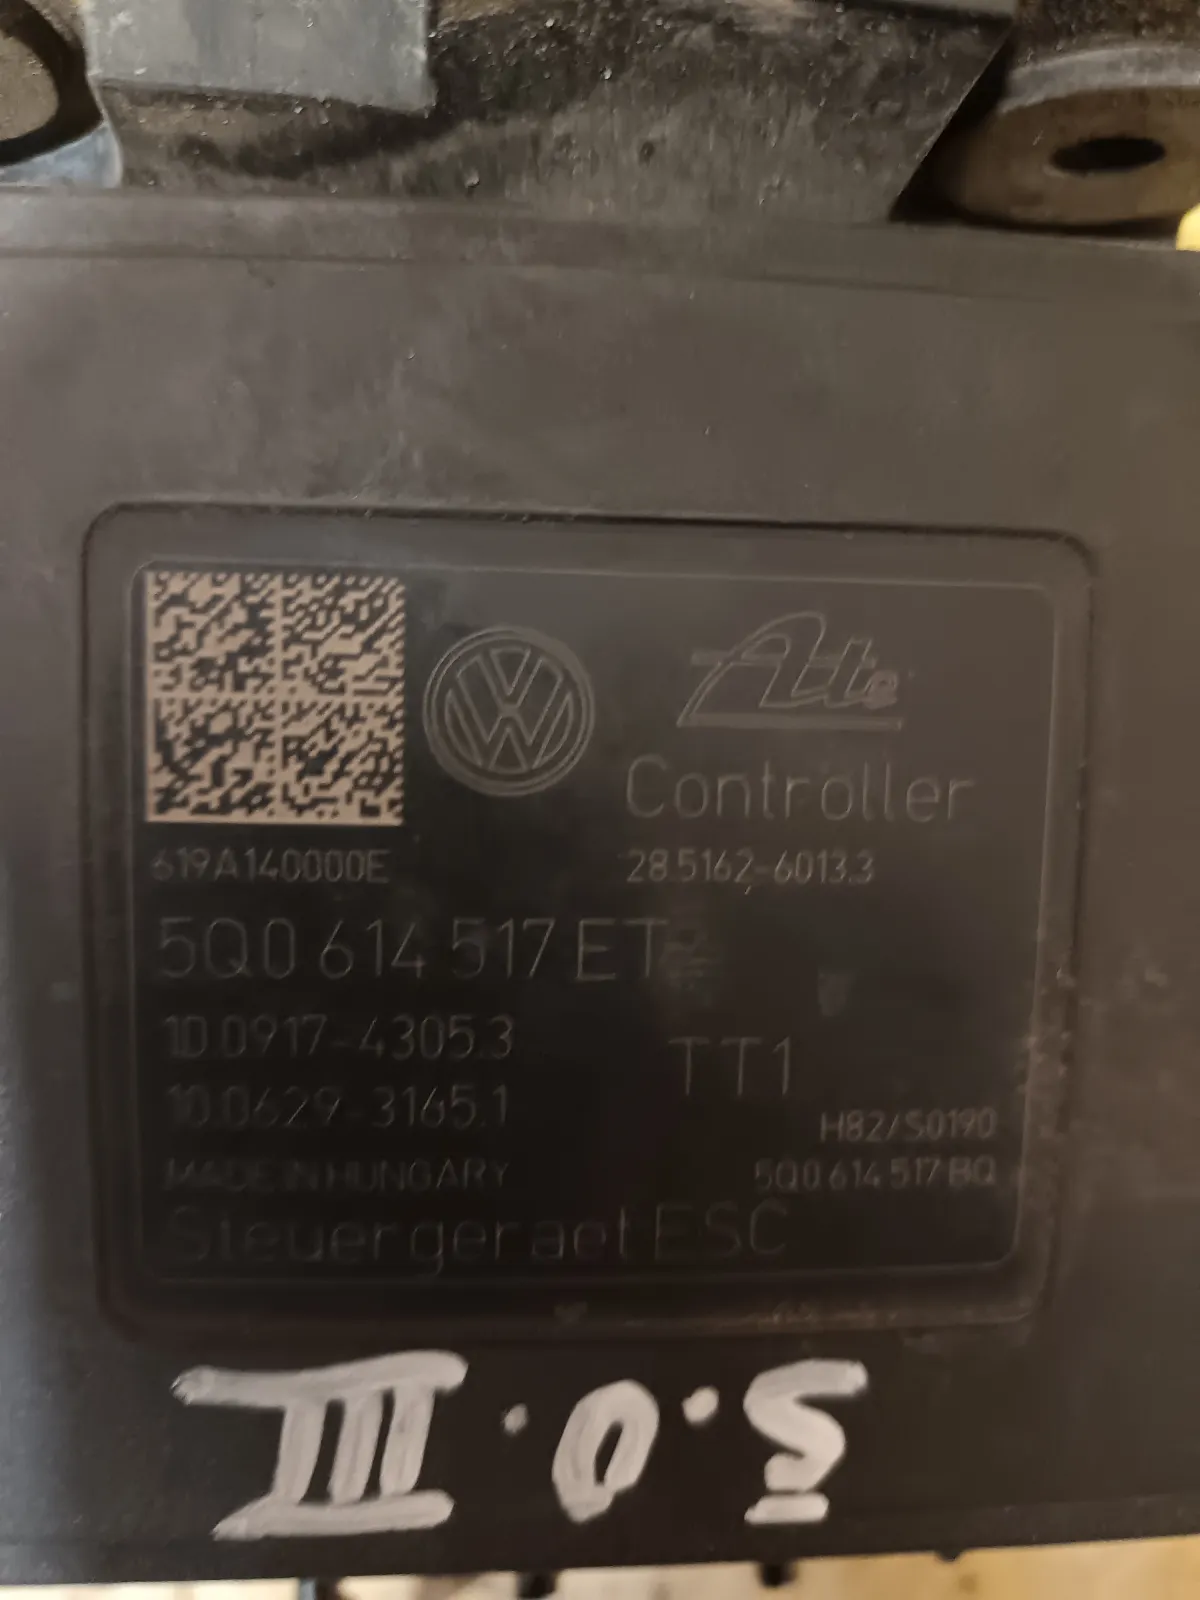 619A140000E
Ate
Controller
28.5162-6013.3
5Q0 614 517 ET
10.0917-4305.3
10.0629-3165.1
TT1
H82/S0190
MADE IN HUNGARY
5Q0 614 517 BQ
Steuergeraet ESC
Š.O.III